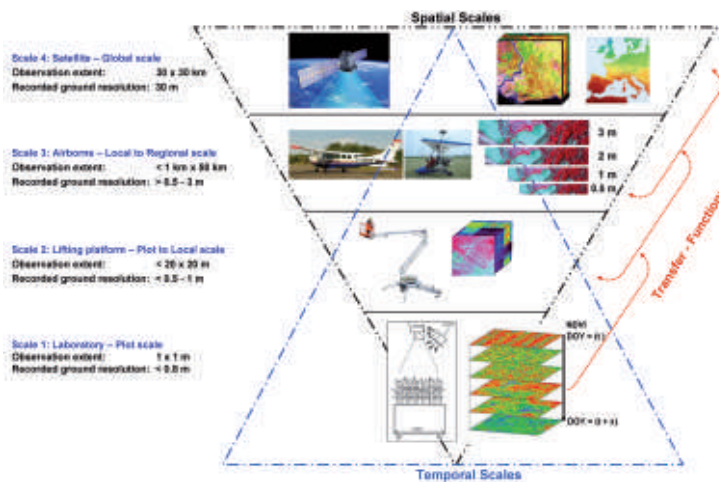 Spatial Scales
Scale 4: Satellite – Global scale
Observation extent: 30 x 30 km
Recorded ground resolution: 30 m
Scale 3: Airborne – Local to Regional scale
Observation extent: < 1 km x 50 km
Recorded ground resolution: > 0.5 - 3 m
3 m
2 m
1 m
0.5 m
Scale 2: Lifting platform – Plot to Local scale
Observation extent: < 20 x 20 m
Recorded ground resolution: < 0.5 - 1 m
Transfer - Function
Scale 1: Laboratory – Plot scale
Observation extent: 1 x 1 m
Recorded ground resolution:
NDVI
DOY =
DOY =
Temporal Scales